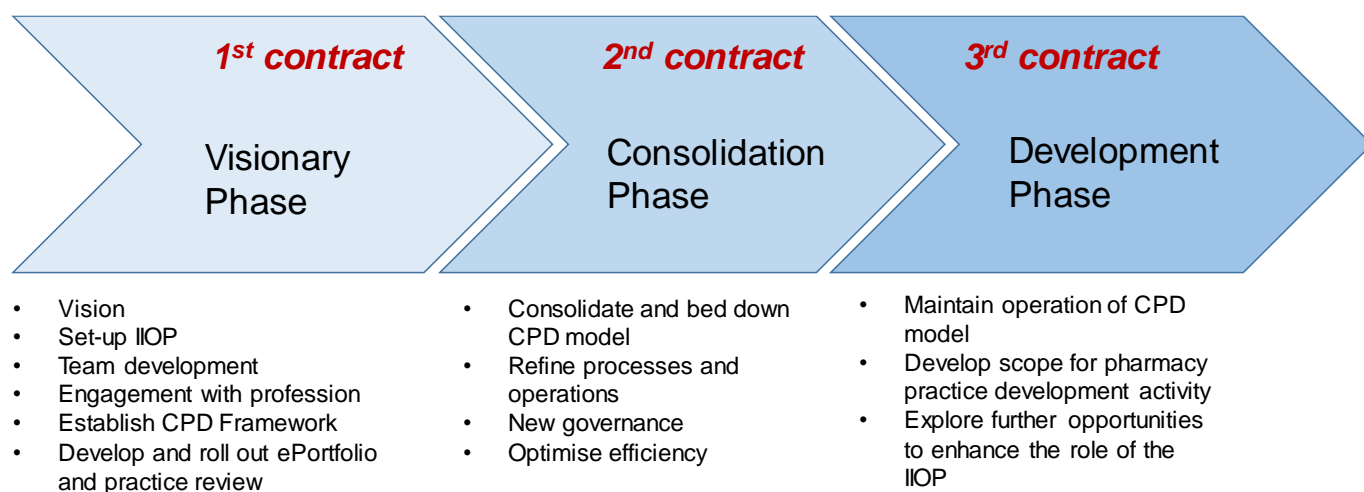 1st contract
Visionary
Phase
• Vision
• Set-up IIOP
• Team development
• Engagement with profession
• Establish CPD Framework
• Develop and roll out ePortfolio
and practice review
2nd contract
Consolidation
Phase
• Consolidate and bed down
CPD model
• Refine processes and
operations
• New governance
• Optimise efficiency
3rd contract
Development
Phase
• Maintain operation of CPD
model
• Develop scope for pharmacy
practice development activity
• Explore further opportunities
to enhance the role of the
IIOP